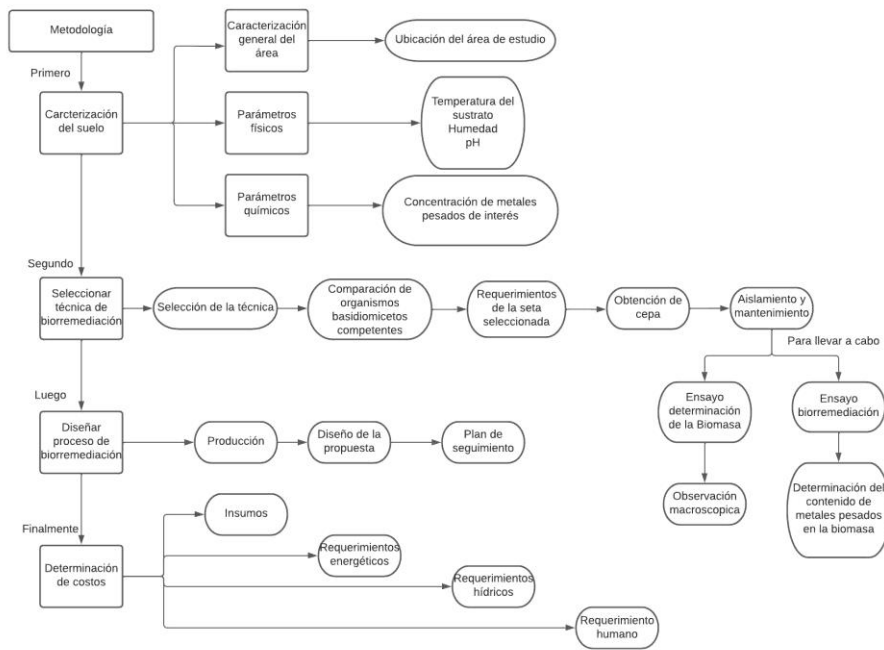 Metodología
Primero
Carcterización
del suelo
Caracterización
general del
área
Ubicación del área de estudio
Parámetros
físicos
Temperatura del
sustrato
Humedad
pH
Parámetros
químicos
Concentración de metales
pesados de interés
Segundo
Seleccionar
técnica de
biorremediación
Selección de la técnica
Comparación de
organismos
basidiomicetos
competentes
Requerimientos
de la seta
seleccionada
Obtención de
cepa
Aislamiento y
mantenimiento
Para llevar a cabo
Ensayo
determinación
de la Biomasa
Observación
macroscopica
Ensayo
biorremediación
Determinación del
contenido de
metales pesados
en la biomasa
Luego
Diseñar
proceso de
biorremediación
Producción
Diseño de la
propuesta
Plan de
seguimiento
Finalmente
Determinación
de costos
Insumos
Requerimientos
energéticos
Requerimientos
hídricos
Requerimiento
humano